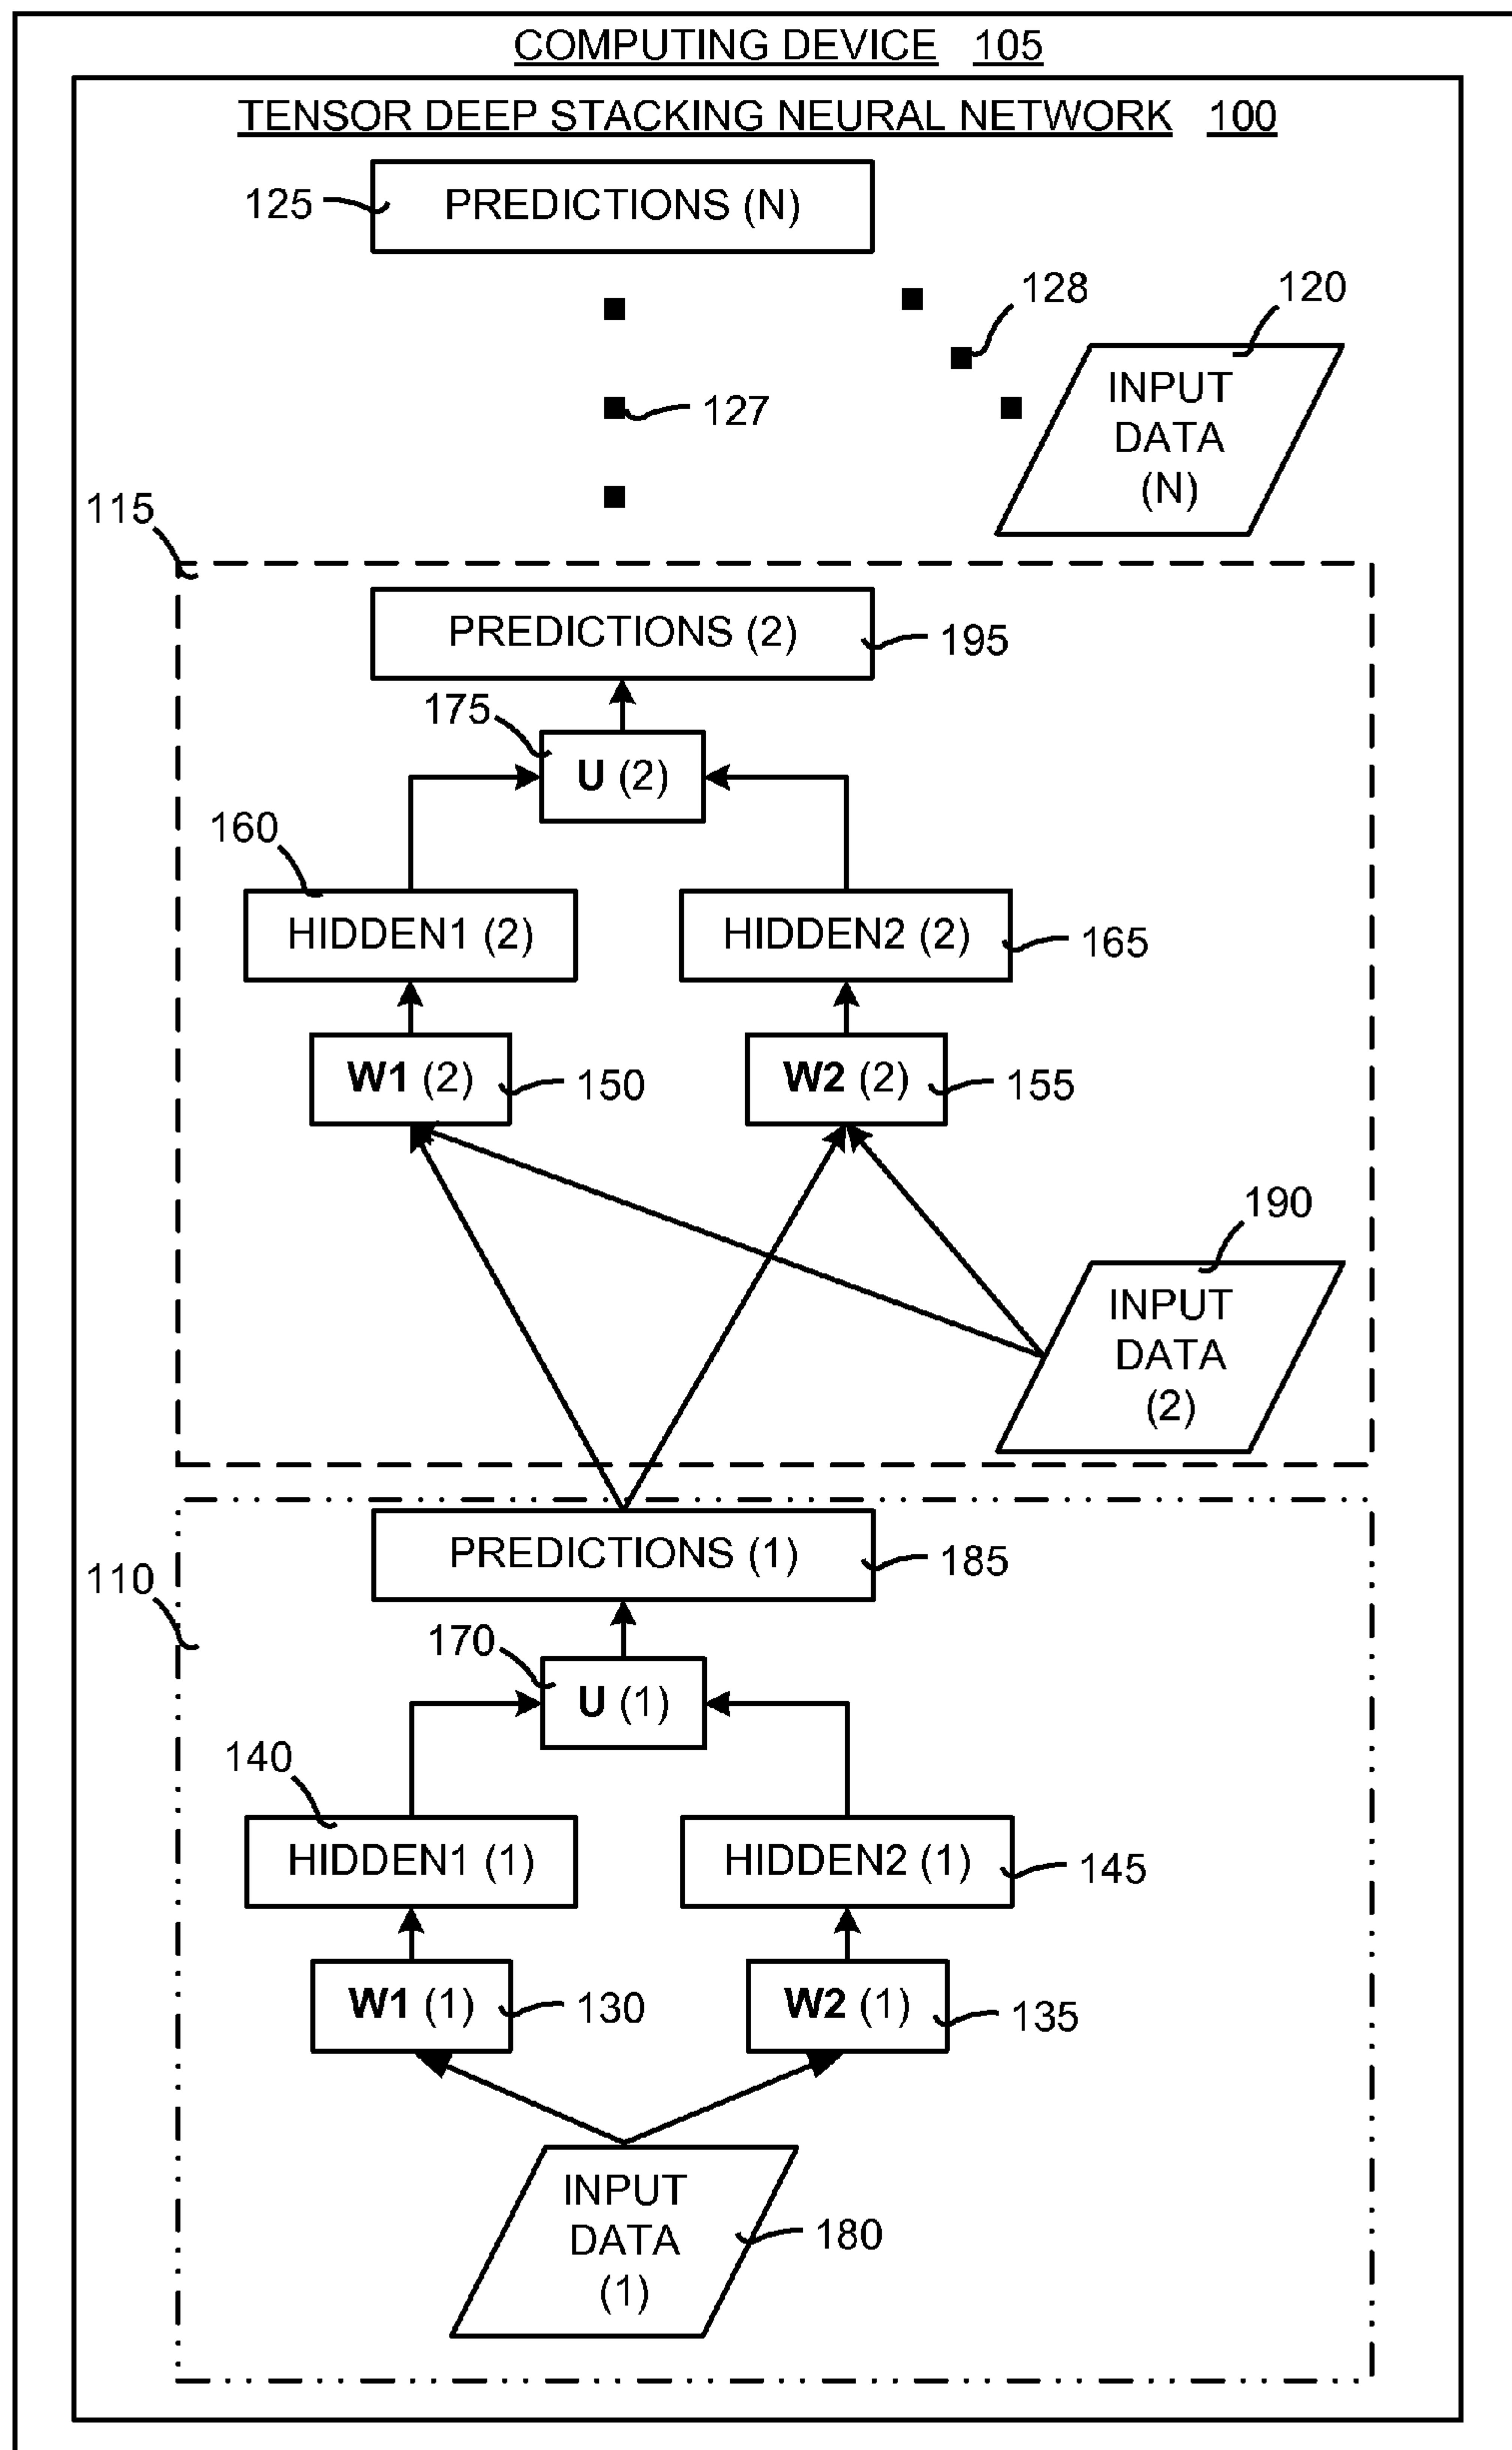 COMPUTING DEVICE 105
TENSOR DEEP STACKING NEURAL NETWORK 100
125 PREDICTIONS (N)
128
120
INPUT
DATA
(N)
127
115
PREDICTIONS (2) 195
175
U (2)
160
HIDDEN1 (2)
HIDDEN2 (2) 165
W1 (2) 150
W2 (2) 155
190
INPUT
DATA
(2)
PREDICTIONS (1) 185
110
170
U (1)
140
HIDDEN1 (1)
HIDDEN2 (1) 145
W1 (1) 130
W2 (1) 135
INPUT
DATA
(1)
180